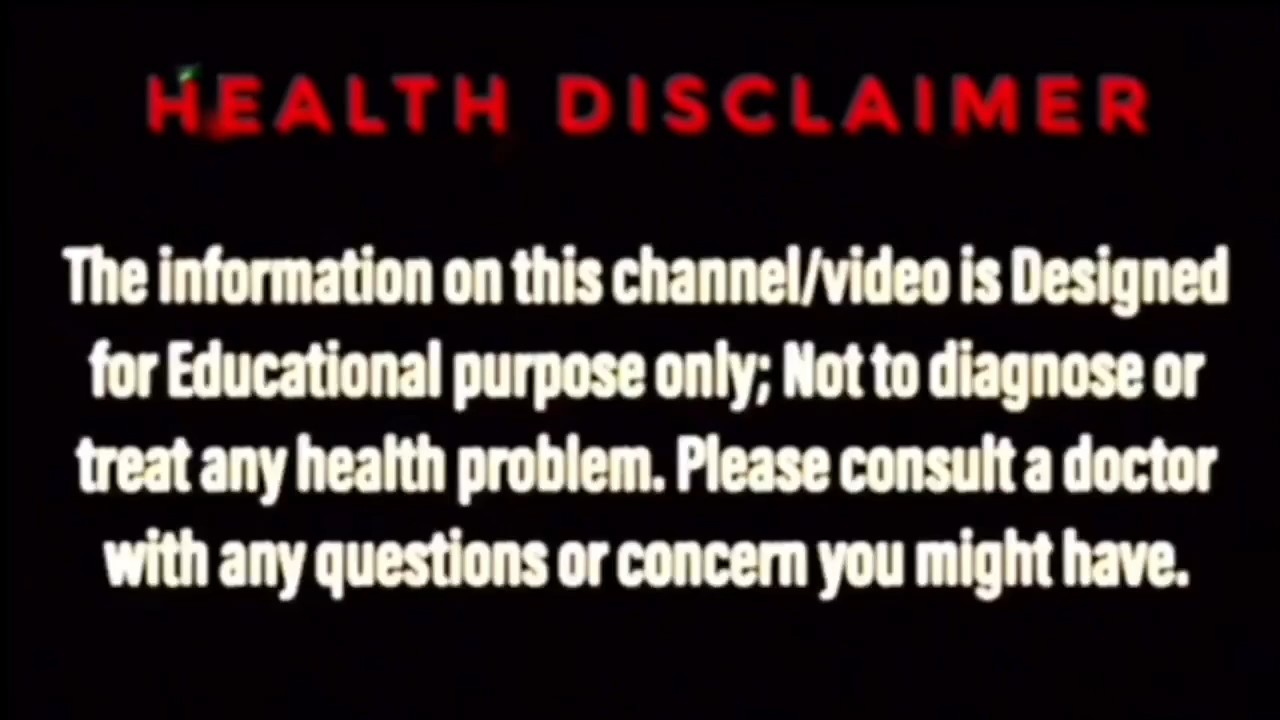 HEALTH DISCLAIMER
The information on this channel/video is Designed
for Educational purpose only; Not to diagnose or
treat any health problem. Please consult a doctor
with any questions or concern you might have.